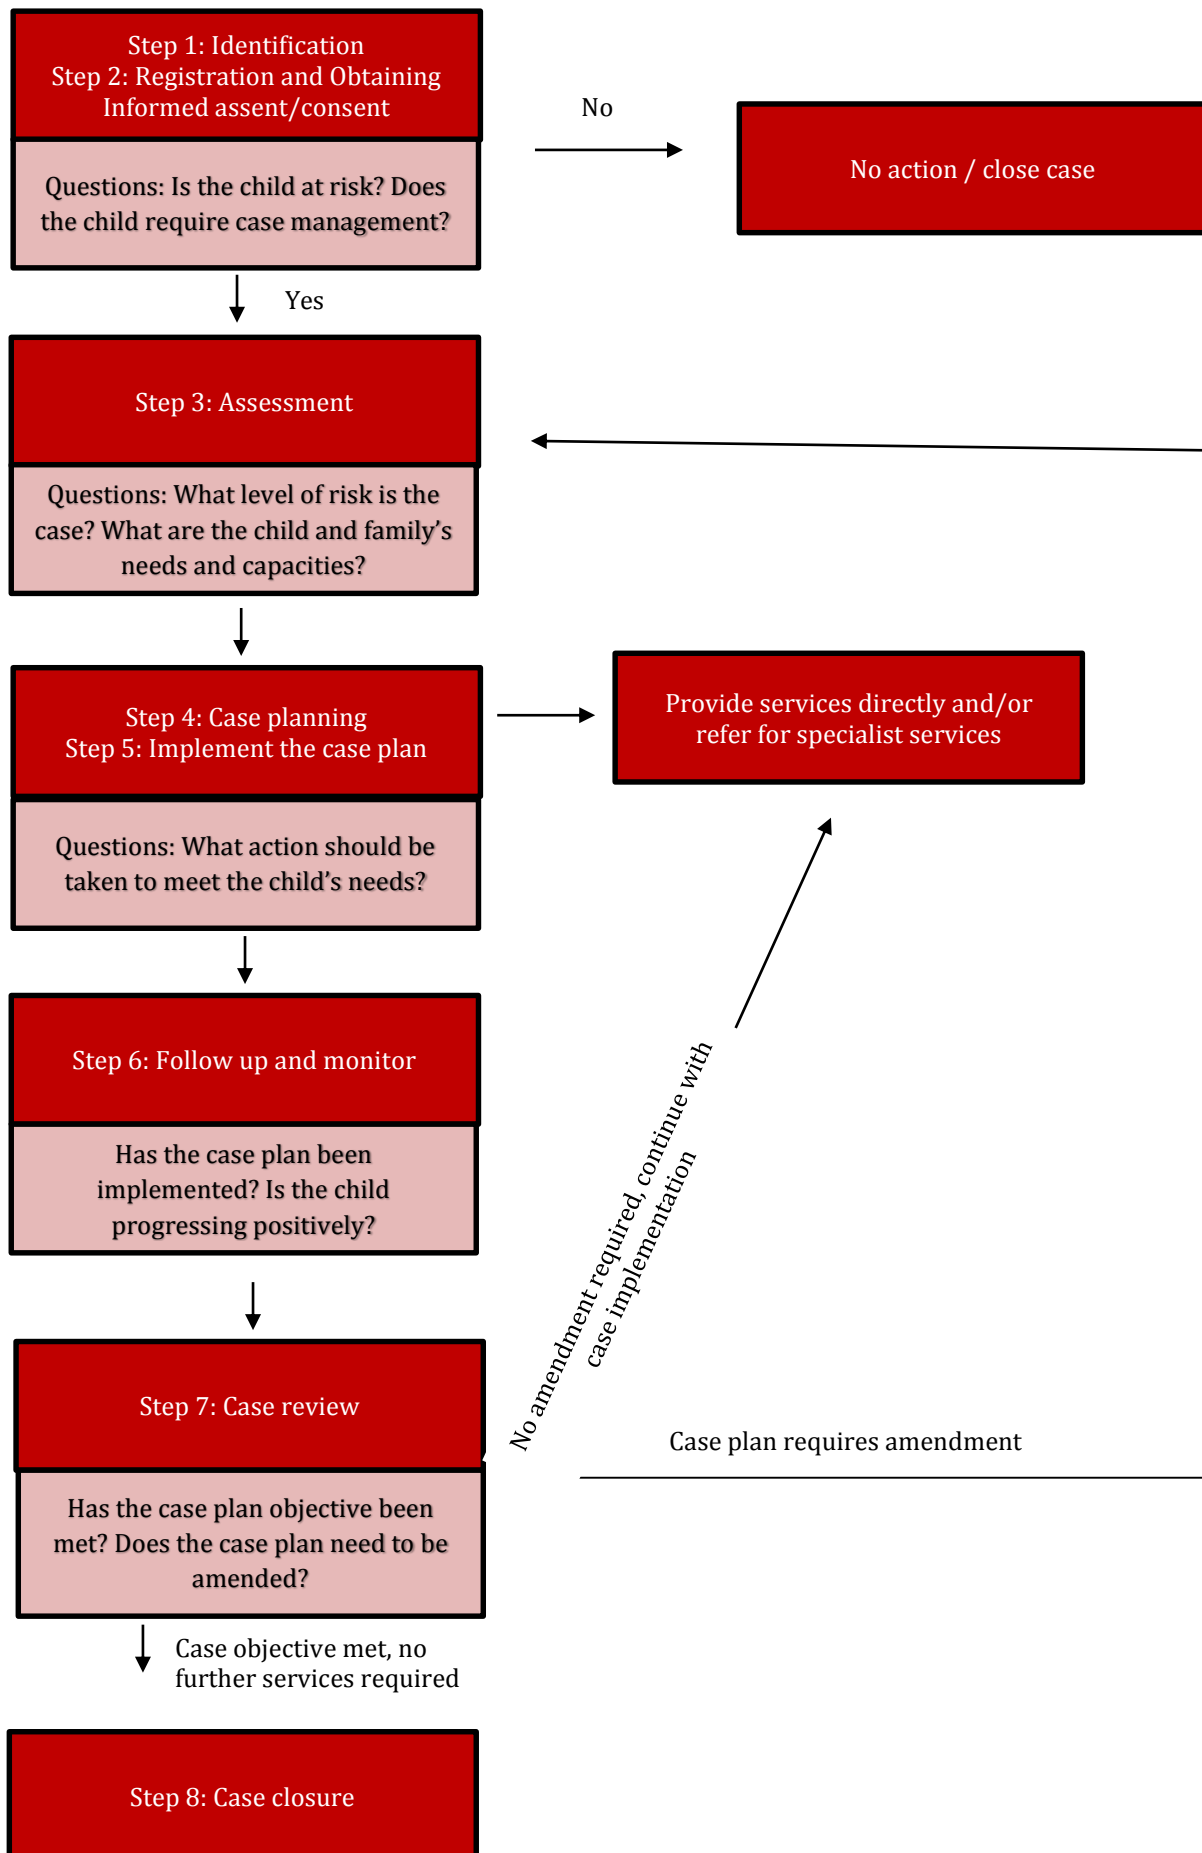 Step 1: Identification
Step 2: Registration and Obtaining
Informed assent/consent
No
No action / close case
Questions: Is the child at risk? Does
the child require case management?
Yes
Step 3: Assessment
Questions: What level of risk is the
case? What are the child and family’s
needs and capacities?
Step 4: Case planning
Step 5: Implement the case plan
Provide services directly and/or
refer for specialist services
Questions: What action should be
taken to meet the child’s needs?
Step 6: Follow up and monitor
Has the case plan been
implemented? Is the child
progressing positively?
No amendment required, continue with
case implementation
Step 7: Case review
Case plan requires amendment
Has the case plan objective been
met? Does the case plan need to be
amended?
Case objective met, no
further services required
Step 8: Case closure